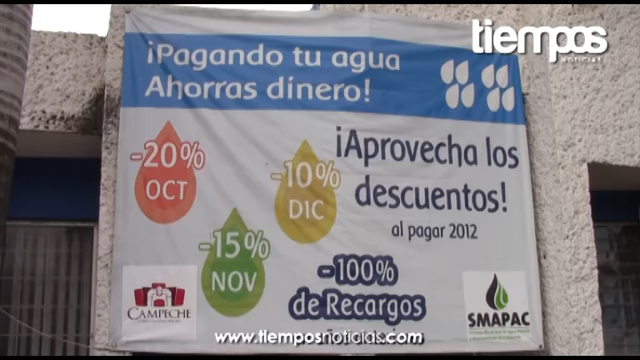 tiempos
NOTICIAS
¡Pagando tu agua
Ahorras dinero!
-20%
OCT
-10%
DIC
-15%
NOV
¡Aprovecha los
descuentos!
al pagar 2012
-100%
de Recargos
CAMPECHE
SMAPAC
www.tiemposnoticias.com